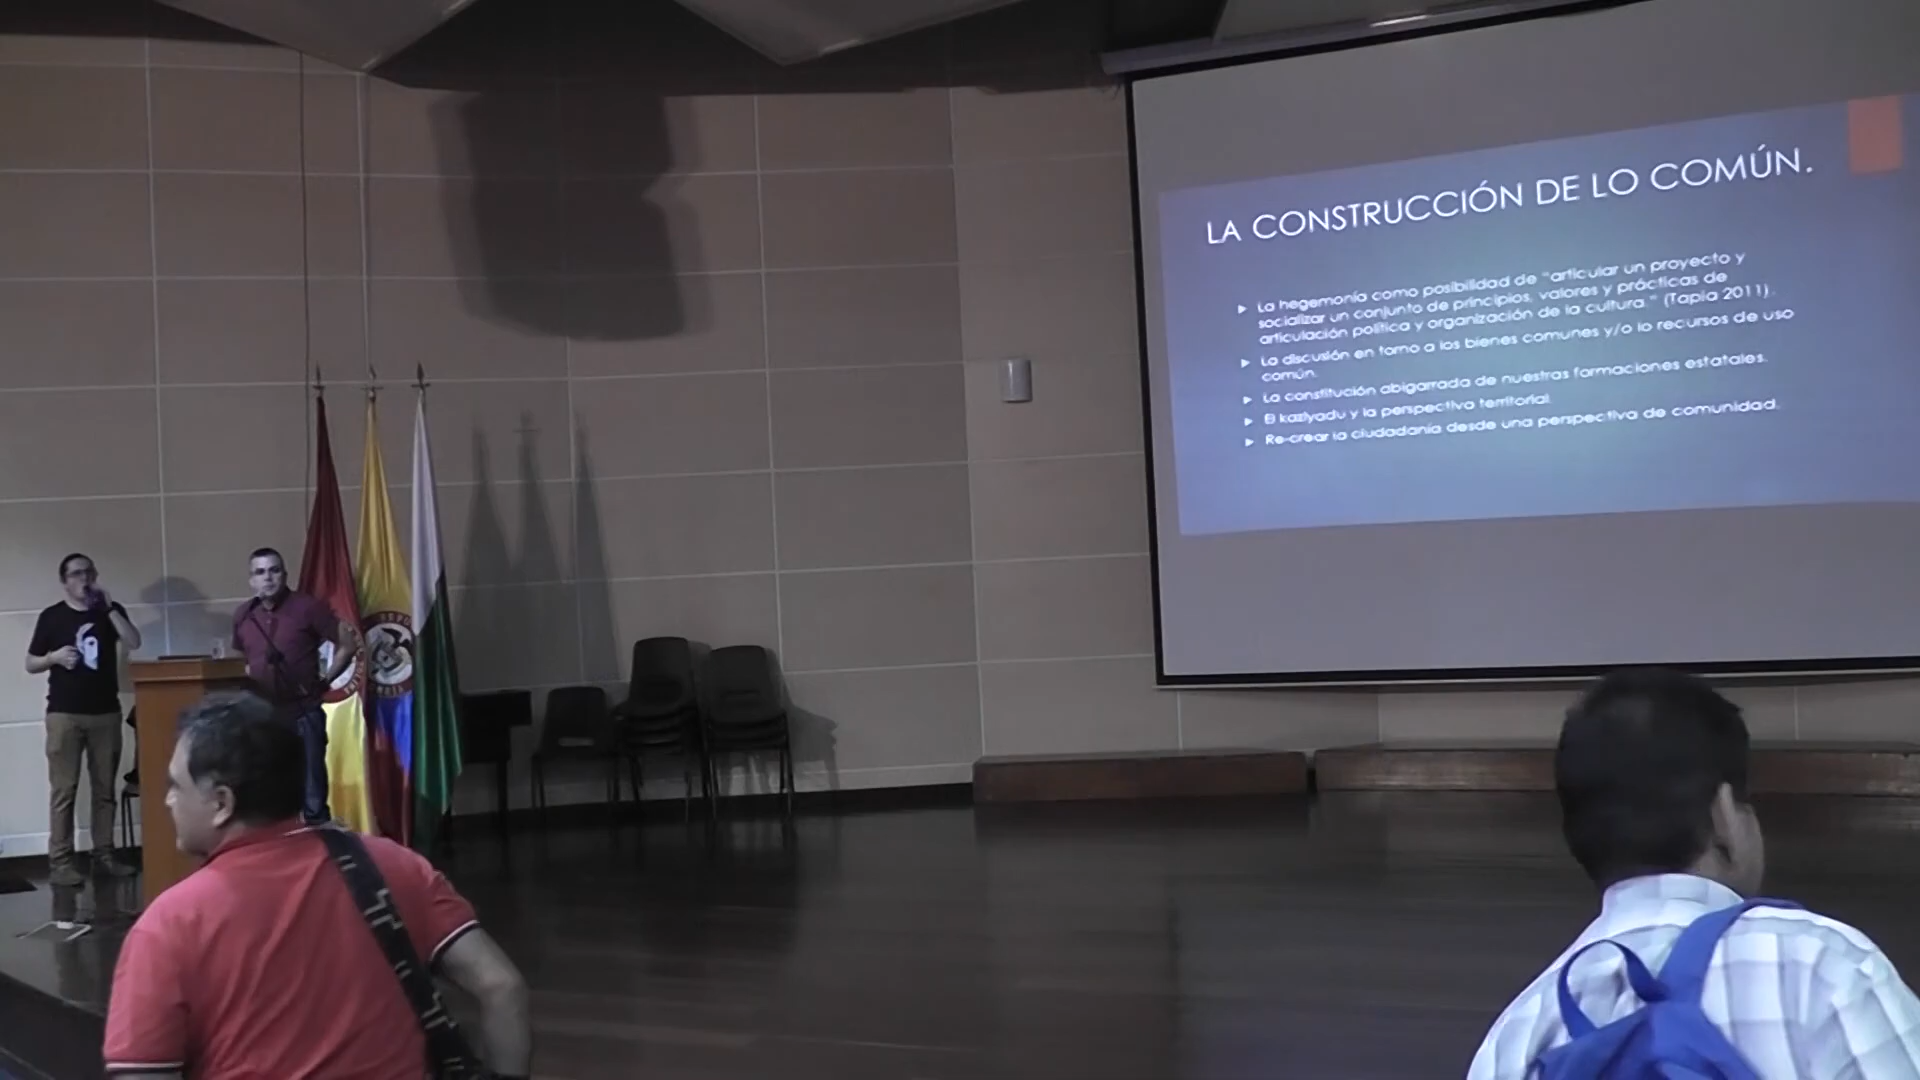 LA CONSTRUCCIÓN DE LO COMÚN.
La hegemonía como posibilidad de "articular un proyecto y
socializar un conjunto de principios, valores y prácticas de
articulación política y organización de la cultura." (Tapia 2011).
La discusión en torno a los bienes comunes y/o lo recursos de uso
común.
La constitución abigarrada de nuestras formaciones estatales.
El kaziyadu y la perspectiva territorial.
Re-crear la ciudadanía desde una perspectiva de comunidad.